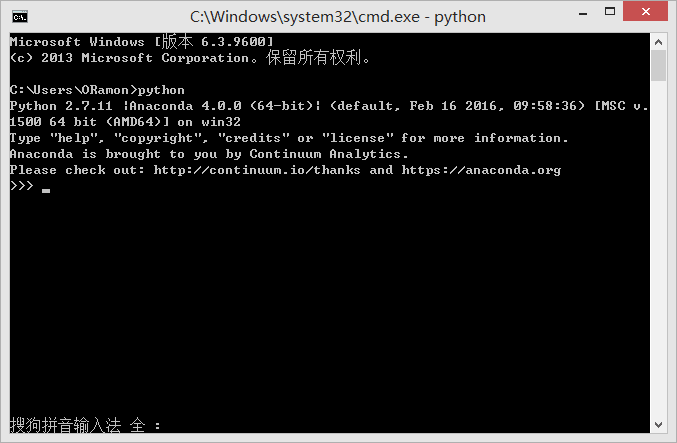 C:\Windows\system32\cmd.exe - python
Microsoft Windows [版本 6.3.9600]
(c) 2013 Microsoft Corporation。保留所有权利。
C:\Users\ORamon>python
Python 2.7.11 |Anaconda 4.0.0 (64-bit)| (default, Feb 16 2016, 09:58:36) [MSC v.
1500 64 bit (AMD64)] on win32
Type "help", "copyright", "credits" or "license" for more information.
Anaconda is brought to you by Continuum Analytics.
Please check out: http://continuum.io/thanks and https://anaconda.org
>>> _
搜狗拼音输入法 全 :